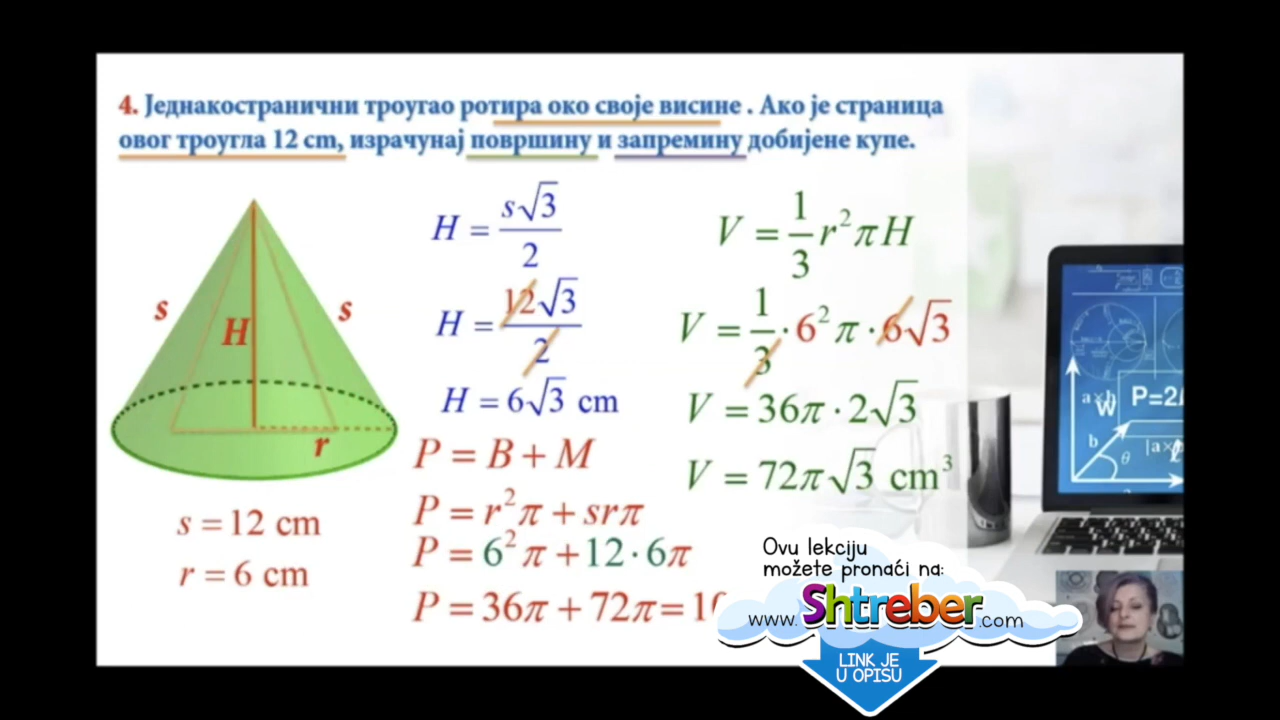 4. Једнакостранични троугао ротира око своје висине . Ако је страница
овог троугла 12 cm, израчунај површину и запремину добијене купе.
s
s
H
r
s = 12 cm
r = 6 cm
H = s√3/2
H = 12√3/2
H = 6√3 cm
P = B + M
P = r²π + srπ
P = 6²π + 12·6π
P = 36π + 72π = 10
V = 1/3 r²πH
V = 1/3 · 6²π · 6√3
V = 36π · 2√3
V = 72π√3 cm³
a×b
W
P=2
b
θ
|a×
Ovu lekciju
možete pronaći na:
www.Shtreber.com
LINK JE
U OPISU